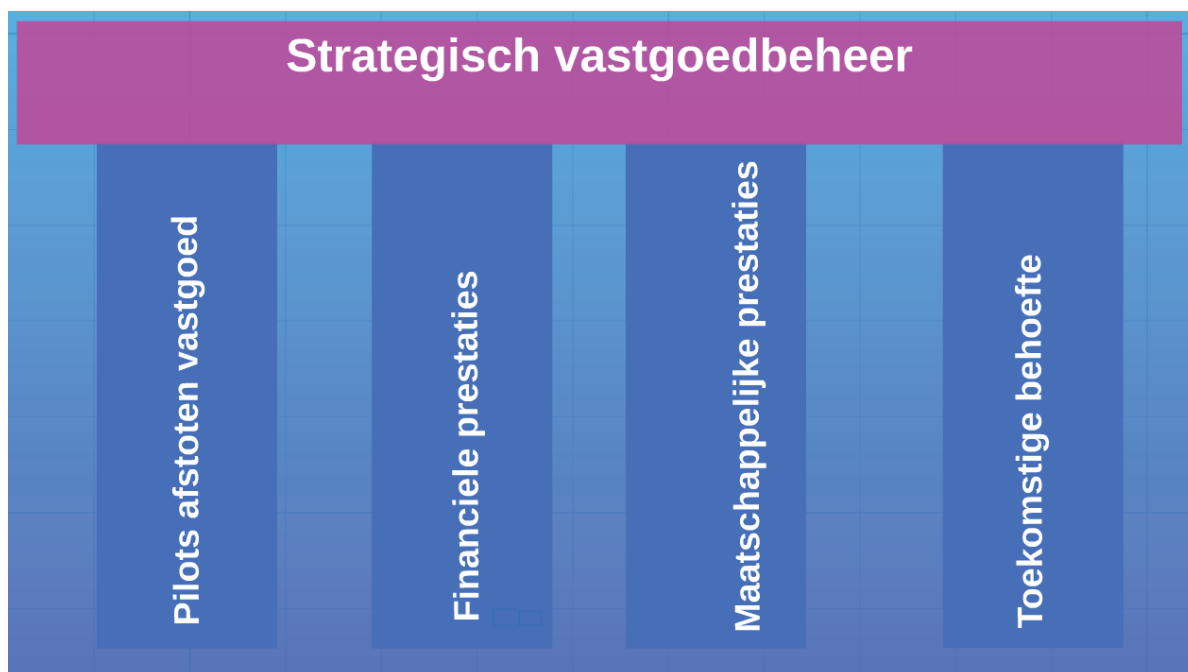 Strategisch vastgoedbeheer
Pilots afstoten vastgoed
Financiele prestaties
Maatschappelijke prestaties
Toekomstige behoefte